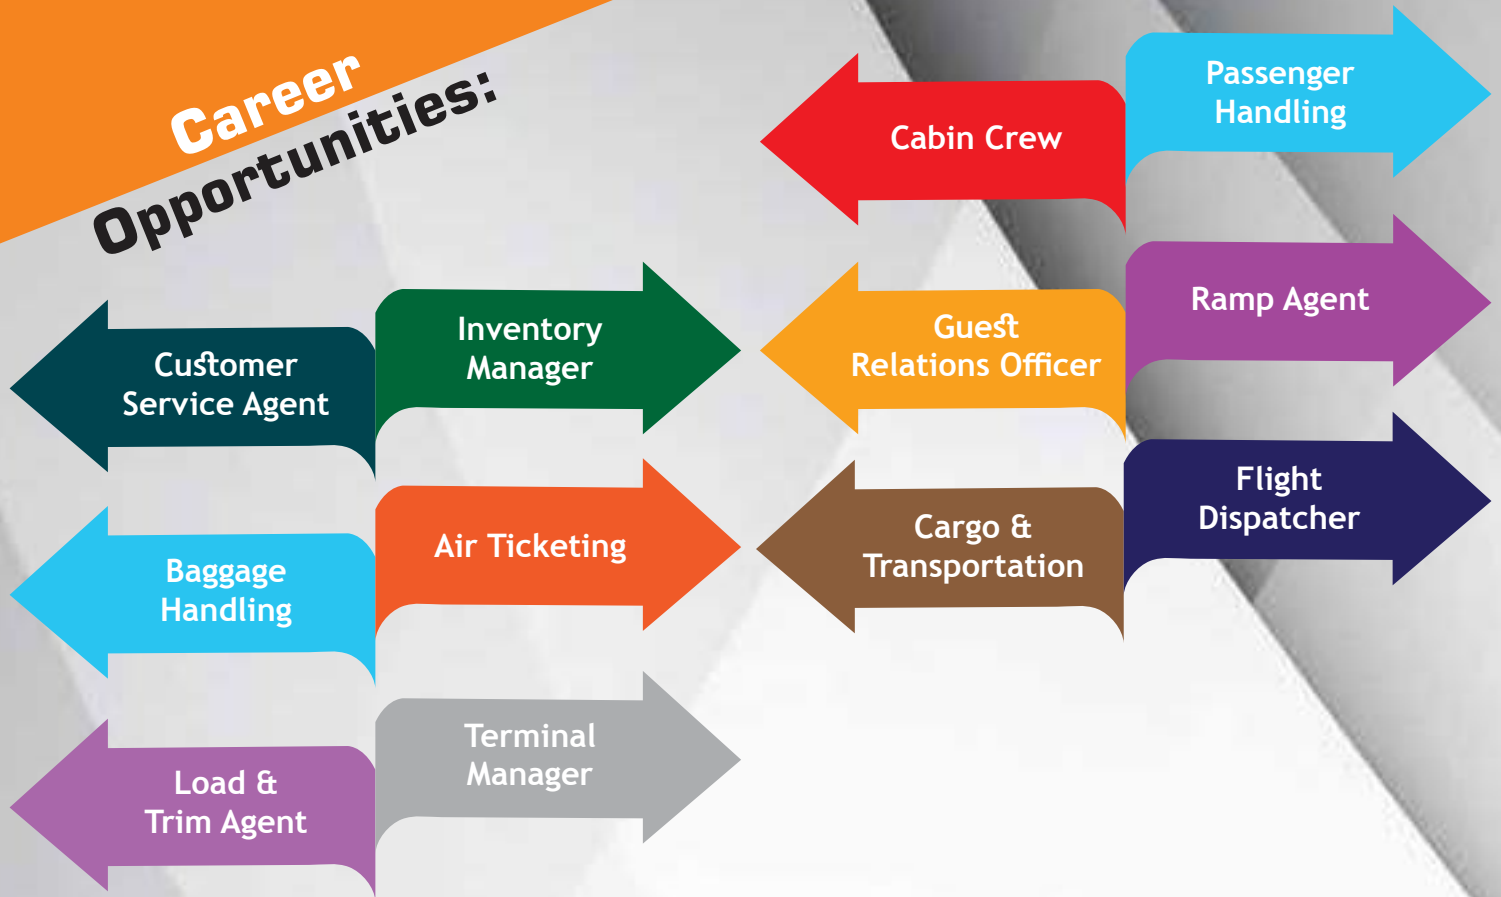 Career
Opportunities:
Customer
Service Agent
Inventory
Manager
Baggage
Handling
Air Ticketing
Load &
Trim Agent
Terminal
Manager
Cabin Crew
Passenger
Handling
Guest
Relations Officer
Ramp Agent
Cargo &
Transportation
Flight
Dispatcher